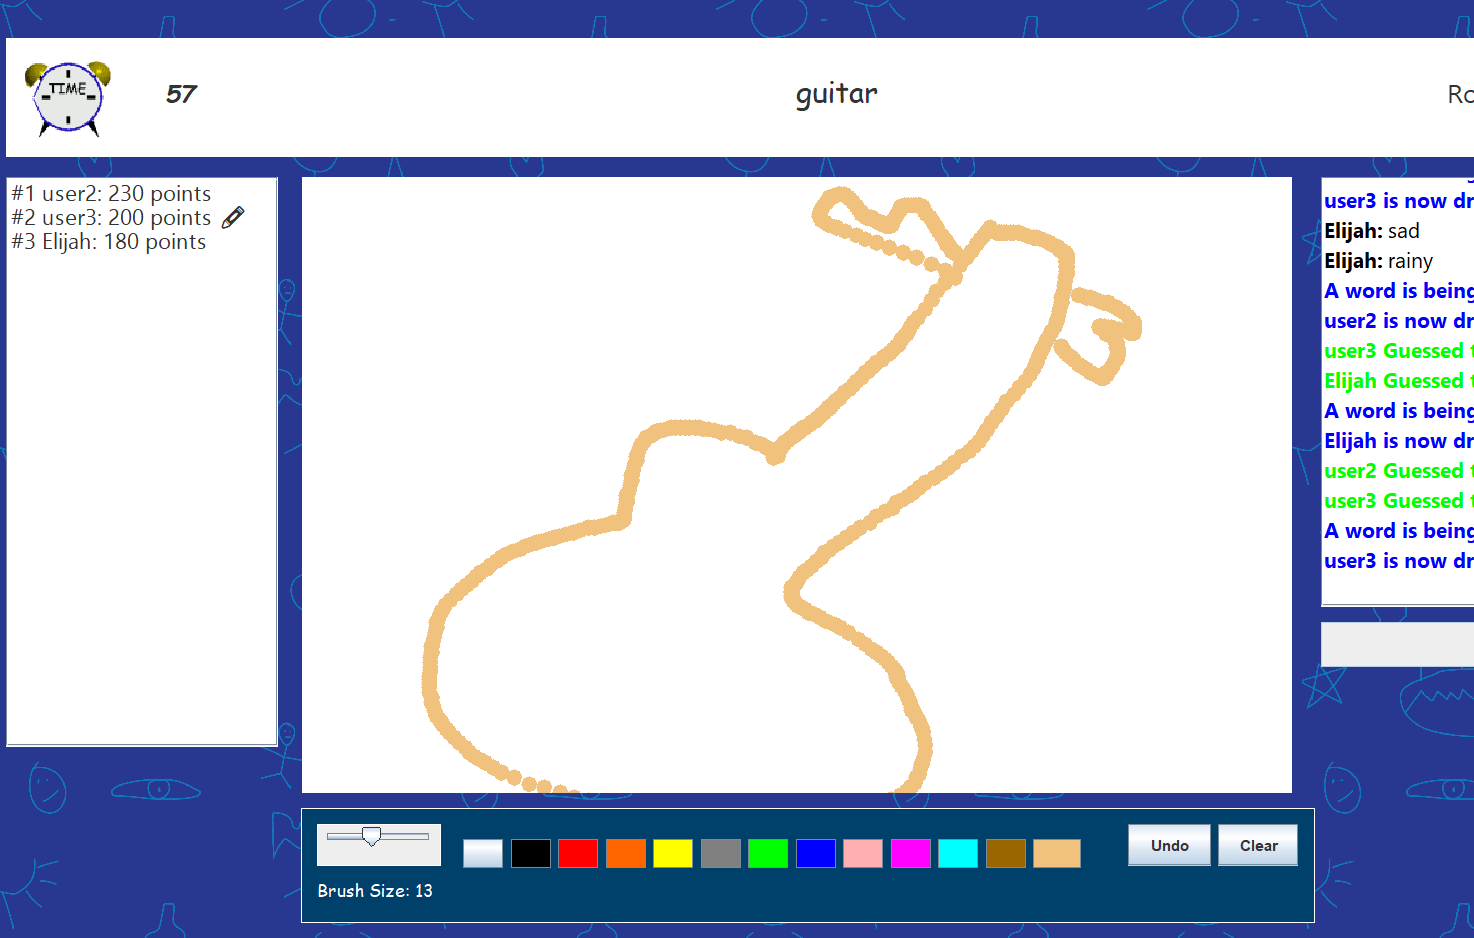 TIME
57
guitar
Ro
#1 user2: 230 points
#2 user3: 200 points
#3 Elijah: 180 points
user3 is now dr
Elijah: sad
Elijah: rainy
A word is being
user2 is now dr
user3 Guessed t
Elijah Guessed t
A word is being
Elijah is now dr
user2 Guessed t
user3 Guessed t
A word is being
user3 is now dr
Undo
Clear
Brush Size: 13